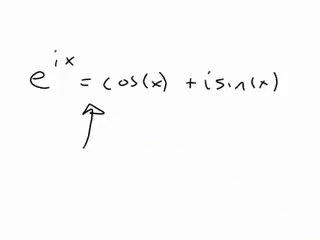 e^{ix} = cos(x) + isin(x)